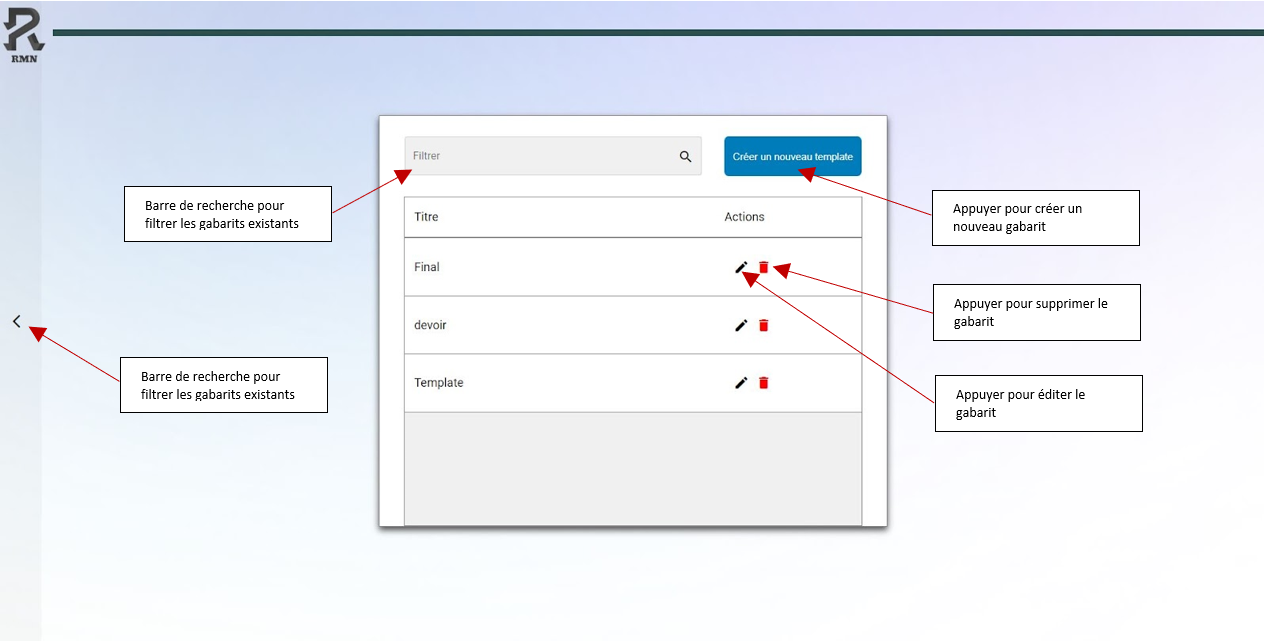 RMN
Filtrer
Créer un nouveau template
Barre de recherche pour
filtrer les gabarits existants
Appuyer pour créer un
nouveau gabarit
Titre
Actions
Final
Appuyer pour supprimer le
gabarit
devoir
Barre de recherche pour
filtrer les gabarits existants
Template
Appuyer pour éditer le
gabarit